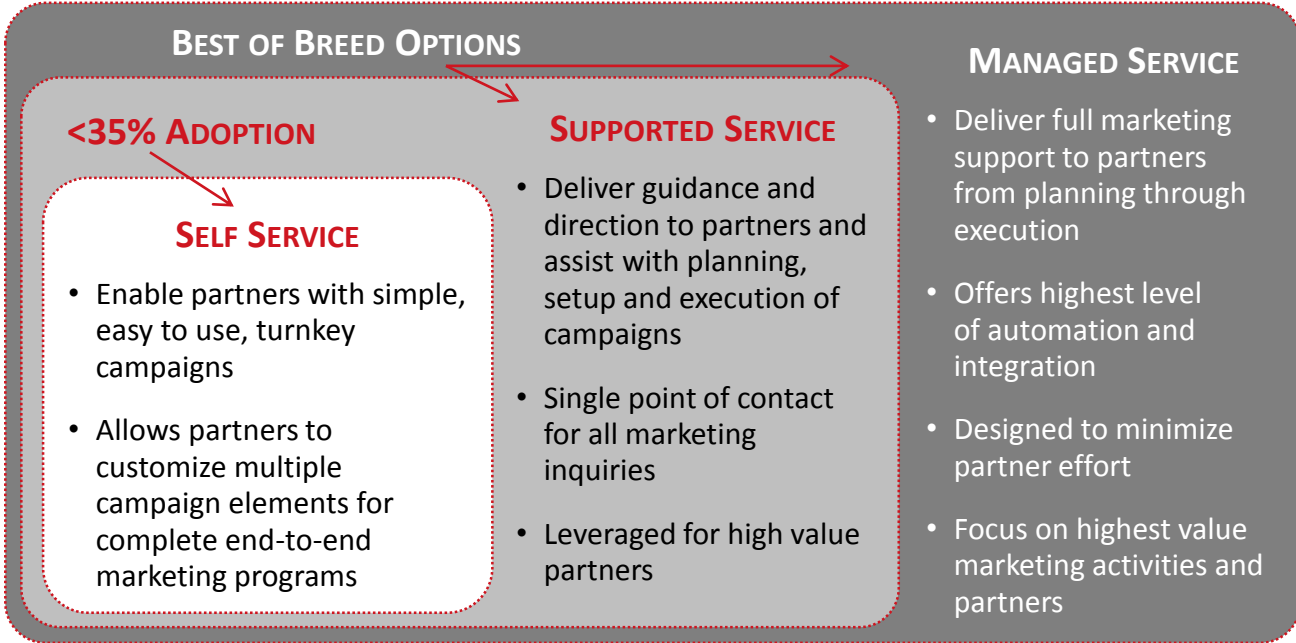 BEST OF BREED OPTIONS
<35% ADOPTION
SELF SERVICE
• Enable partners with simple,
easy to use, turnkey
campaigns
• Allows partners to
customize multiple
campaign elements for
complete end-to-end
marketing programs
SUPPORTED SERVICE
• Deliver guidance and
direction to partners and
assist with planning,
setup and execution of
campaigns
• Single point of contact
for all marketing
inquiries
• Leveraged for high value
partners
MANAGED SERVICE
• Deliver full marketing
support to partners
from planning through
execution
• Offers highest level
of automation and
integration
• Designed to minimize
partner effort
• Focus on highest value
marketing activities and
partners